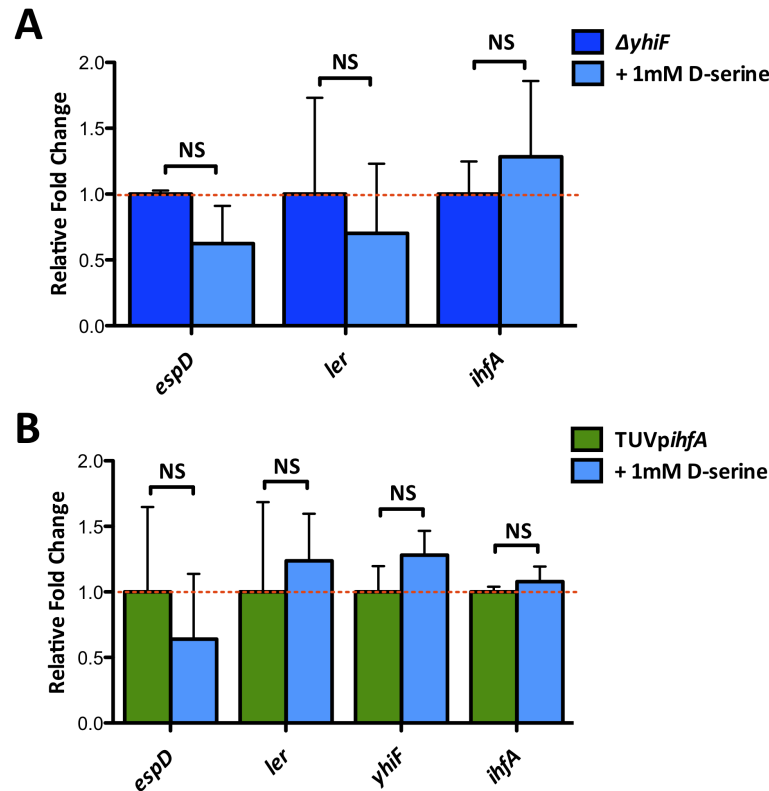 A
ΔyhiF
+ 1mM D-serine
Relative Fold Change
2.0
1.5
1.0
0.5
0.0
NS
NS
NS
espD
ler
ihfA
B
TUVpihfA
+ 1mM D-serine
Relative Fold Change
2.0
1.5
1.0
0.5
0.0
NS
NS
NS
NS
espD
ler
yhiF
ihfA